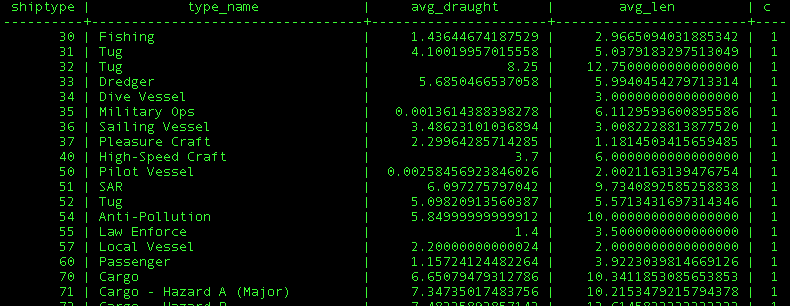 shiptype | type_name | avg_draught | avg_len | c
30 | Fishing | 1.43644674187529 | 2.9665094031885342 | 1
31 | Tug | 4.10019957015558 | 5.0379183297513049 | 1
32 | Tug | 8.25 | 12.7500000000000000 | 1
33 | Dredger | 5.6850466537058 | 5.9940454279713314 | 1
34 | Dive Vessel | | 3.0000000000000000 | 1
35 | Military Ops | 0.0013614388398278 | 6.1129593600895586 | 1
36 | Sailing Vessel | 3.48623101036894 | 3.0082228813877520 | 1
37 | Pleasure Craft | 2.29964285714285 | 1.1814503415659485 | 1
40 | High-Speed Craft | 3.7 | 6.0000000000000000 | 1
50 | Pilot Vessel | 0.00258456923846026 | 2.0021163139476754 | 1
51 | SAR | 6.097275797042 | 9.7340892585258838 | 1
52 | Tug | 5.09820913560387 | 5.5713431697314346 | 1
54 | Anti-Pollution | 5.84999999999912 | 10.0000000000000000 | 1
55 | Law Enforce | 1.4 | 3.5000000000000000 | 1
57 | Local Vessel | 2.20000000000024 | 2.0000000000000000 | 1
60 | Passenger | 1.15724124482264 | 3.9223039814669126 | 1
70 | Cargo | 6.65079479312786 | 10.3411853085653853 | 1
71 | Cargo - Hazard A (Major) | 7.34735017483756 | 10.2153479215794378 | 1